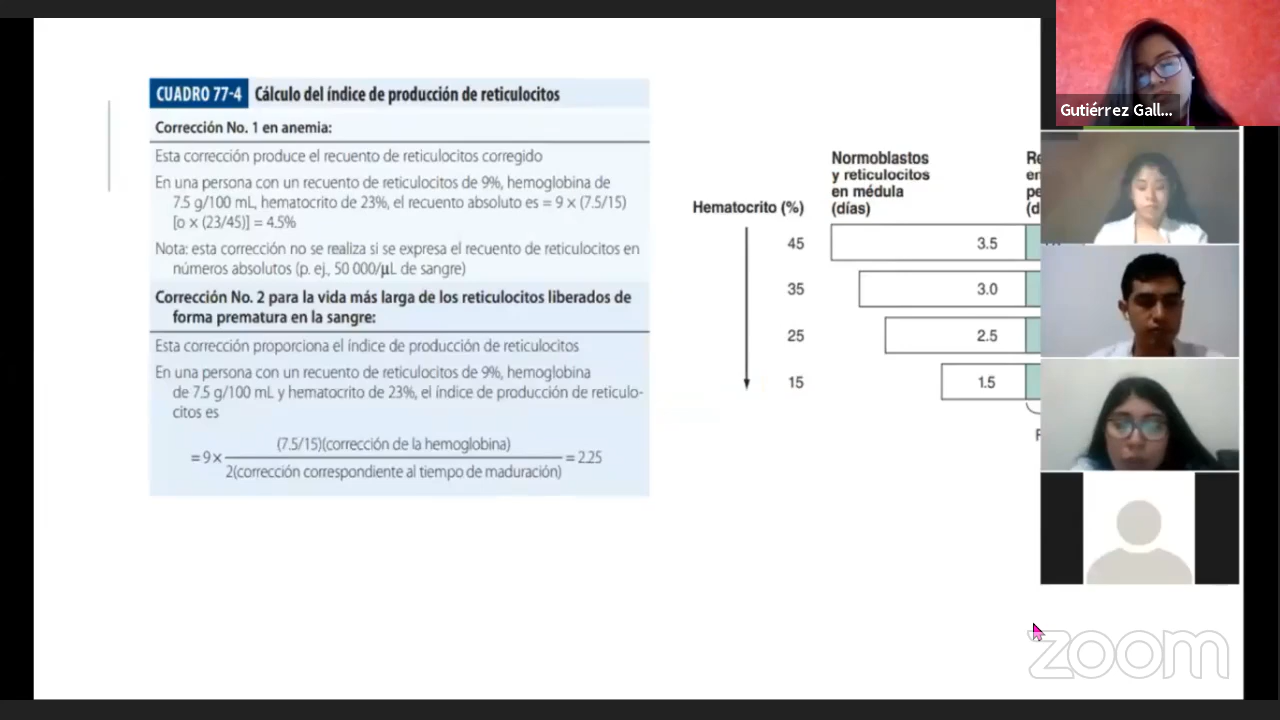 CUADRO 77-4 Cálculo del índice de producción de reticulocitos
Corrección No. 1 en anemia:
Esta corrección produce el recuento de reticulocitos corregido
En una persona con un recuento de reticulocitos de 9%, hemoglobina de
7.5 g/100 mL, hematocrito de 23%, el recuento absoluto es = 9 × (7.5/15)
[o × (23/45)] = 4.5%
Nota: esta corrección no se realiza si se expresa el recuento de reticulocitos en
números absolutos (p. ej., 50 000/μL de sangre)
Corrección No. 2 para la vida más larga de los reticulocitos liberados de
forma prematura en la sangre:
Esta corrección proporciona el índice de producción de reticulocitos
En una persona con un recuento de reticulocitos de 9%, hemoglobina
de 7.5 g/100 mL y hematocrito de 23%, el índice de producción de reticulo-
citos es
(7.5/15)(corrección de la hemoglobina)
= 9 × = 2.25
2(corrección correspondiente al tiempo de maduración)
Normoblastos
y reticulocitos
en médula
(días)
Hematocrito (%)
45 3.5
35 3.0
25 2.5
15 1.5
Gutiérrez Gall...
zoom